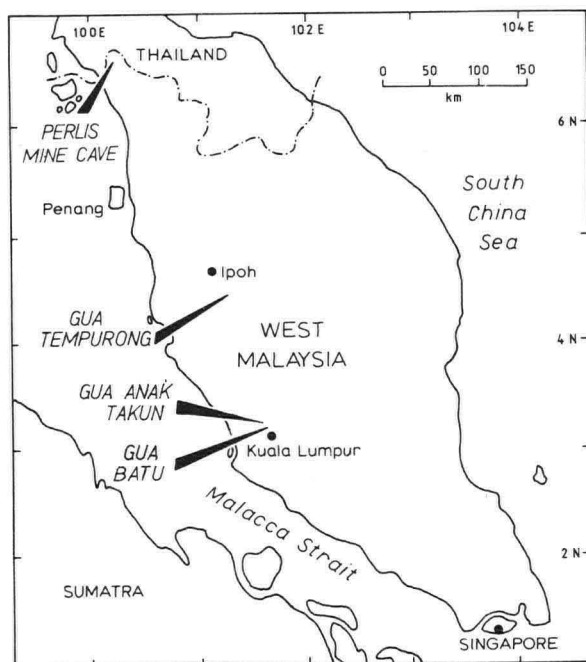 100E
102 E
104 E
THAILAND
0 50 100 150
km
PERLIS
MINE CAVE
6 N
Penang
South
China
Sea
Ipoh
GUA
TEMPURONG
WEST
MALAYSIA
4 N
GUA ANAK
TAKUN
GUA
BATU
Kuala Lumpur
Malacca Strait
2 N
SUMATRA
SINGAPORE